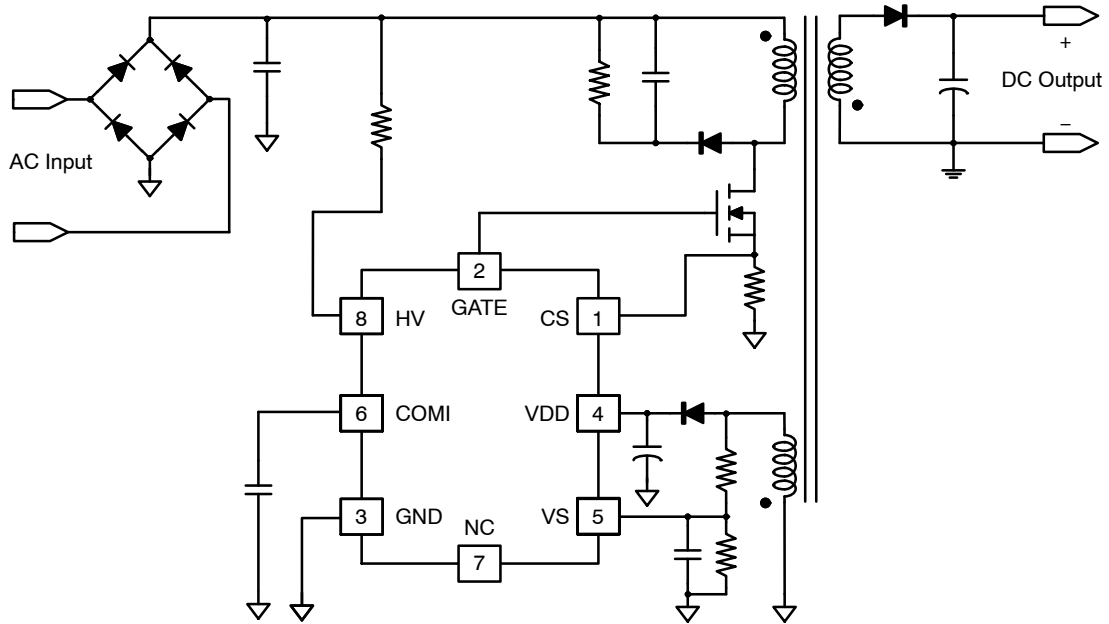 +
DC Output
−
AC Input
2
GATE
8 HV
CS 1
6 COMI
VDD 4
3 GND
VS 5
NC
7